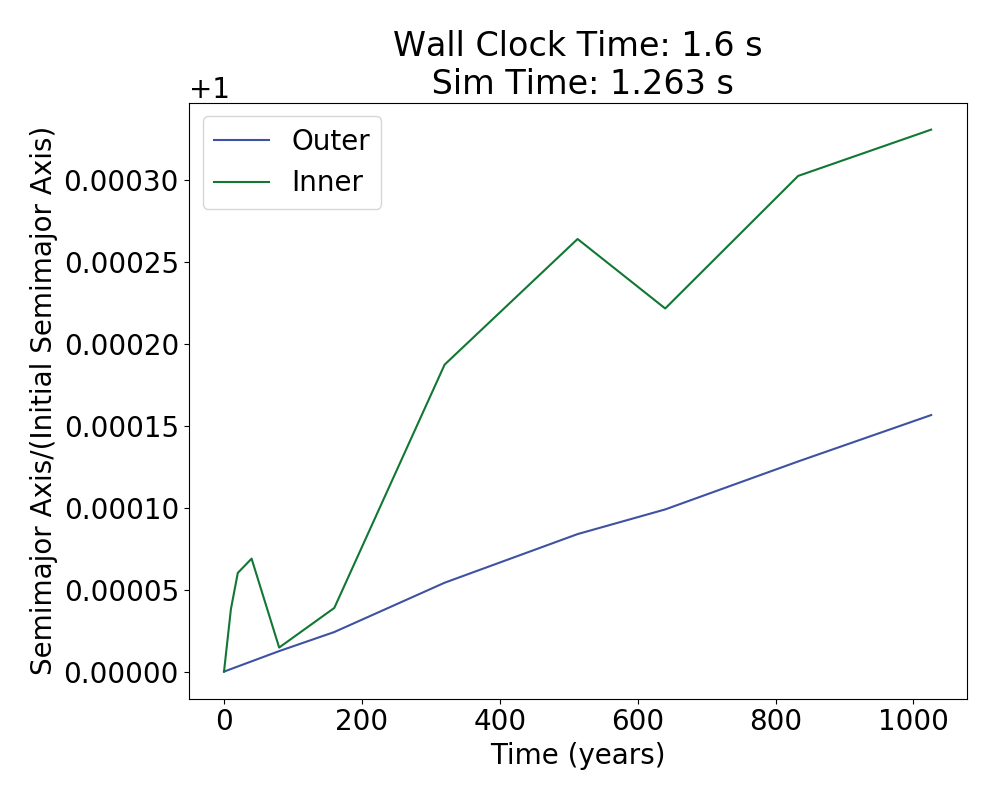 Wall Clock Time: 1.6 s
Sim Time: 1.263 s
+1
Outer
Inner
Semimajor Axis/(Initial Semimajor Axis)
0.00030
0.00025
0.00020
0.00015
0.00010
0.00005
0.00000
0 200 400 600 800 1000
Time (years)